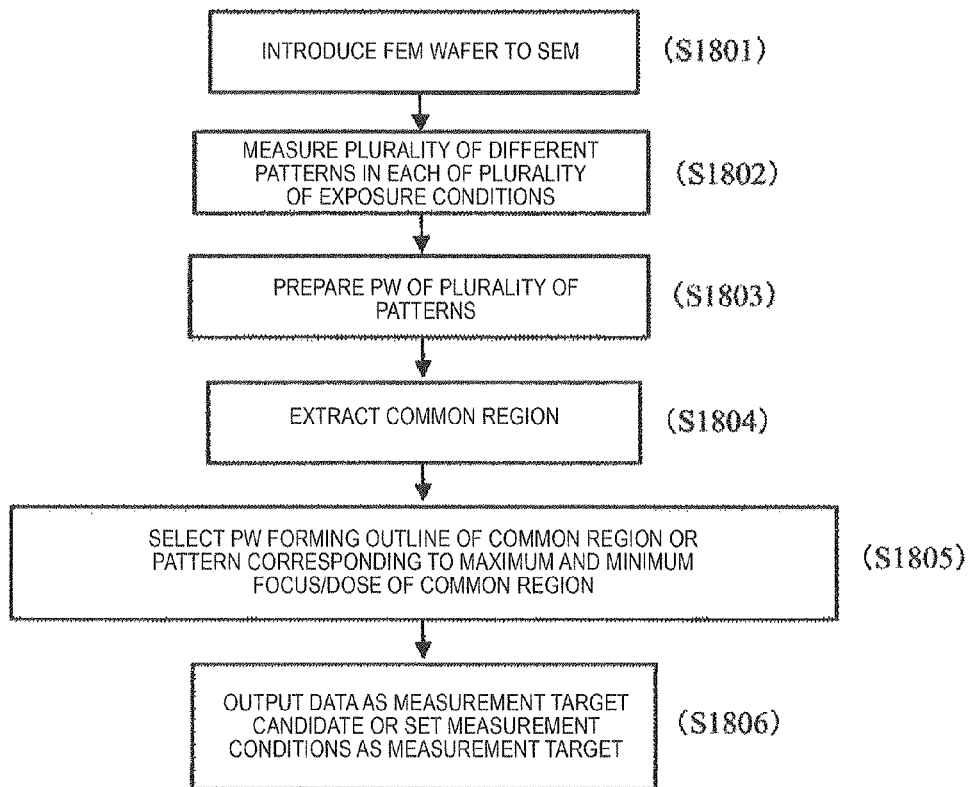 INTRODUCE FEM WAFER TO SEM
(S1801)
MEASURE PLURALITY OF DIFFERENT
PATTERNS IN EACH OF PLURALITY
OF EXPOSURE CONDITIONS
(S1802)
PREPARE PW OF PLURALITY OF
PATTERNS
(S1803)
EXTRACT COMMON REGION
(S1804)
SELECT PW FORMING OUTLINE OF COMMON REGION OR
PATTERN CORRESPONDING TO MAXIMUM AND MINIMUM
FOCUS/DOSE OF COMMON REGION
(S1805)
OUTPUT DATA AS MEASUREMENT TARGET
CANDIDATE OR SET MEASUREMENT
CONDITIONS AS MEASUREMENT TARGET
(S1806)